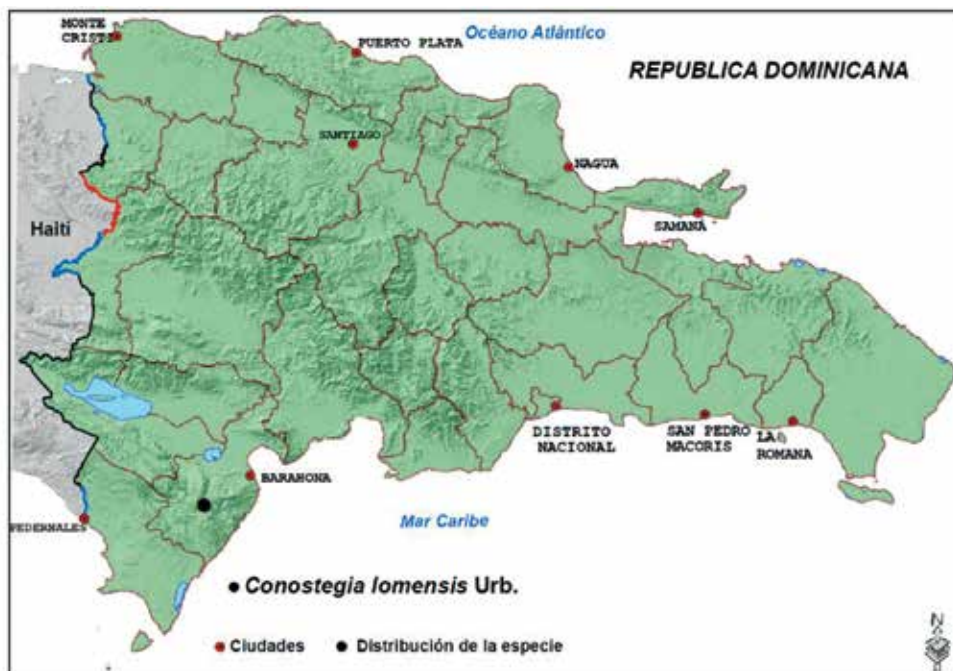 MONTE
CRISTI
PUERTO PLATA
Océano Atlántico
REPUBLICA DOMINICANA
SANTIAGO
NAGUA
Haití
SAMANÁ
DISTRITO
NACIONAL
SAN PEDRO
MACORIS
LA
ROMANA
BARAHONA
PEDERNALES
Mar Caribe
Conostegia lomensis Urb.
Ciudades
Distribución de la especie
N